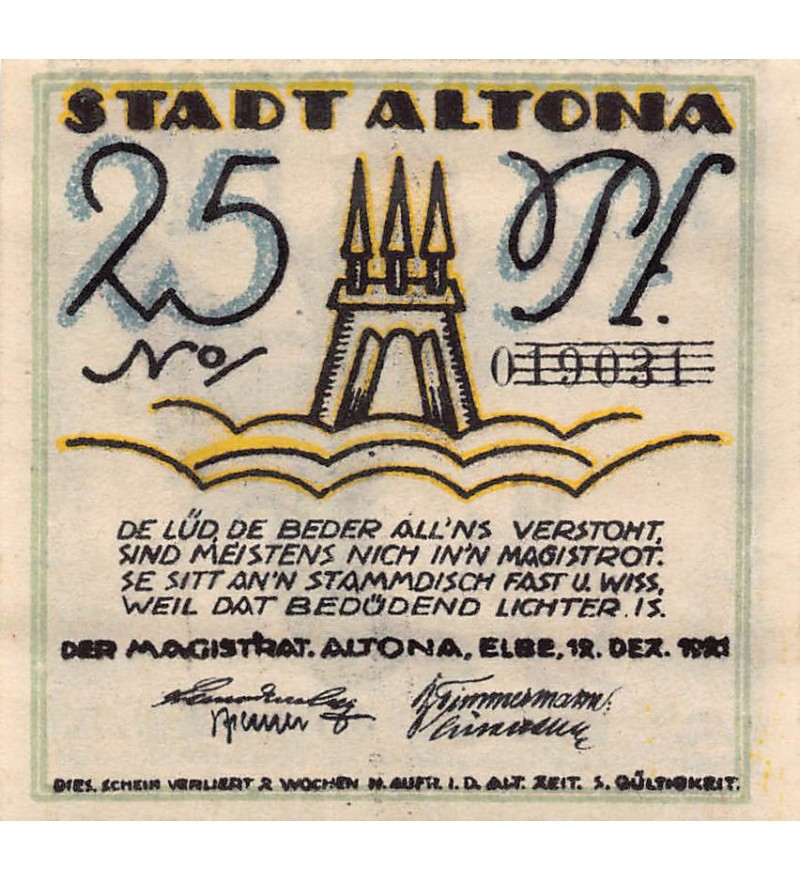 STADT ALTONA
25 Pf.
No/ 019031
DE LÜD, DE BEDER ALL'NS VERSTOHT,
SIND MEISTENS NICH IN'N MAGISTROT.
SE SITT AN'N STAMMDISCH FAST U. WISS,
WEIL DAT BEDÜDEND LICHTER IS.
DER MAGISTRAT. ALTONA, ELBE, 12. DEZ. 1921
DIES. SCHEIN VERLIERT 2 WOCHEN N. AUFR. I. D. ALT. ZEIT. S. GÜLTIGKEIT.